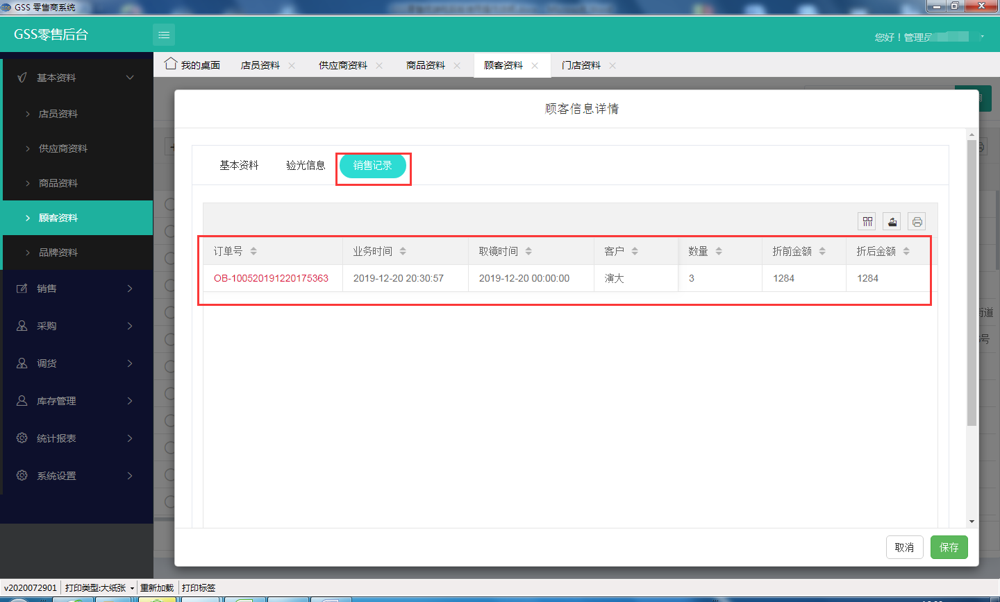 GSS 零售商系统
GSS零售后台
您好！管理员
基本资料
店员资料
供应商资料
商品资料
顾客资料
品牌资料
销售
采购
调货
库存管理
统计报表
系统设置
我的桌面 店员资料 供应商资料 商品资料 顾客资料 门店资料
顾客信息详情
基本资料 验光信息 销售记录
订单号 业务时间 取镜时间 客户 数量 折前金额 折后金额
OB-100520191220175363 2019-12-20 20:30:57 2019-12-20 00:00:00 演大 3 1284 1284
街道
号
取消 保存
v2020072901 打印类型:大纸张 重新加载 打印标签